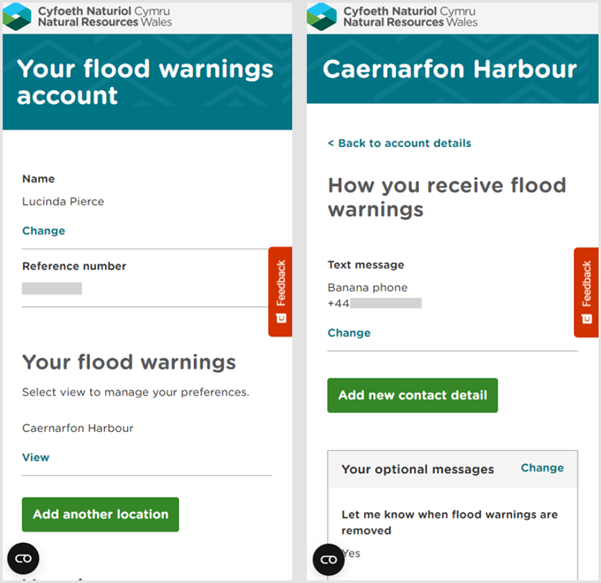 Cyfoeth Naturiol Cymru
Natural Resources Wales
Your flood warnings
account
Name
Lucinda Pierce
Change
Reference number
Feedback
Your flood warnings
Select view to manage your preferences.
Caernarfon Harbour
View
Add another location
Cyfoeth Naturiol Cymru
Natural Resources Wales
Caernarfon Harbour
< Back to account details
How you receive flood
warnings
Text message
Banana phone
+44
Change
Feedback
Add new contact detail
Your optional messages Change
Let me know when flood warnings are
removed
Yes